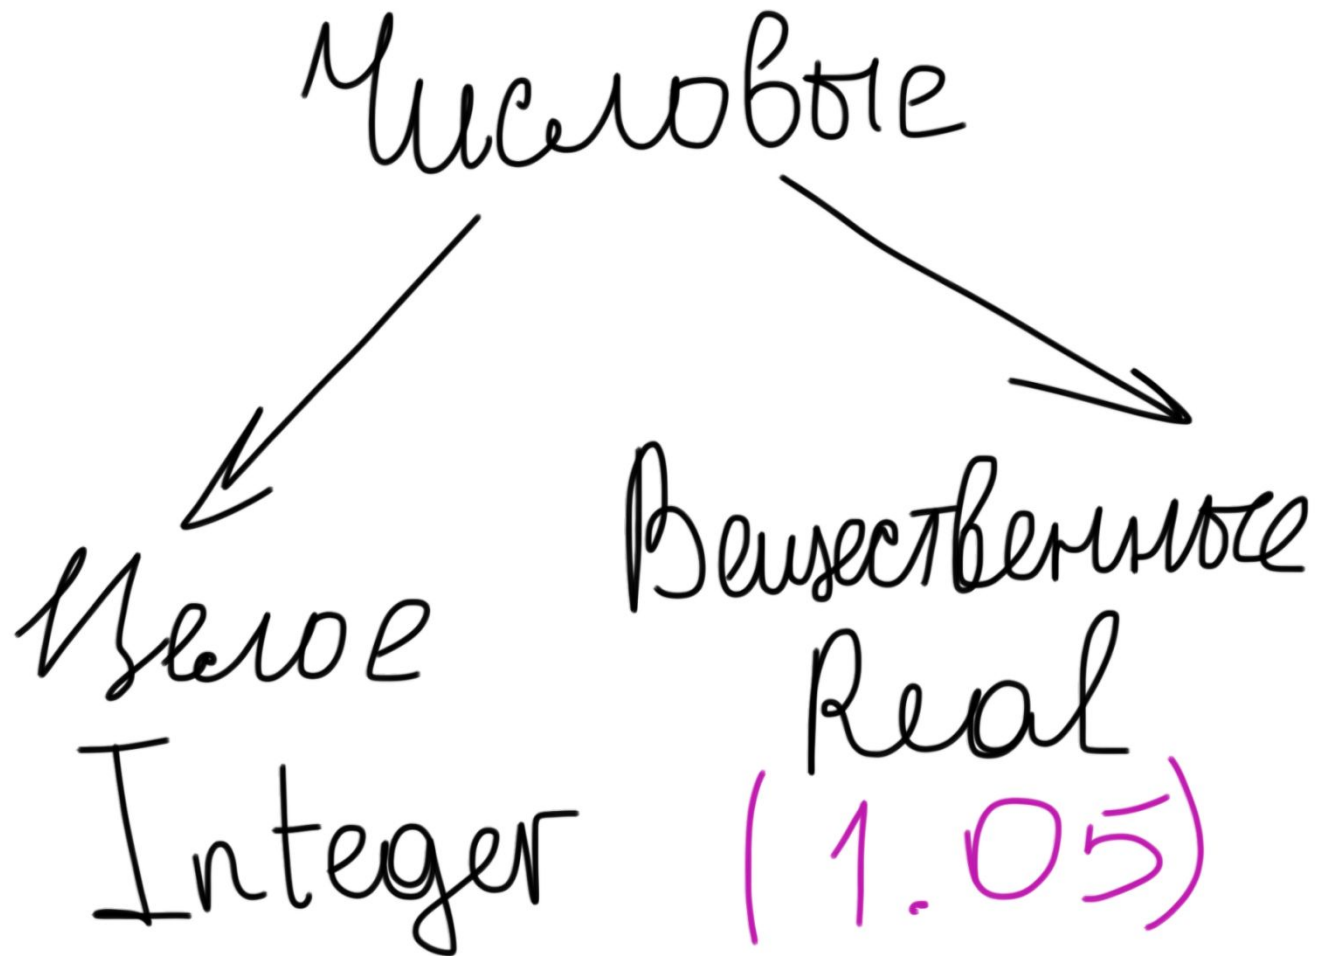 Числовые
Целое
Integer
Вещественные
Real
(1.05)